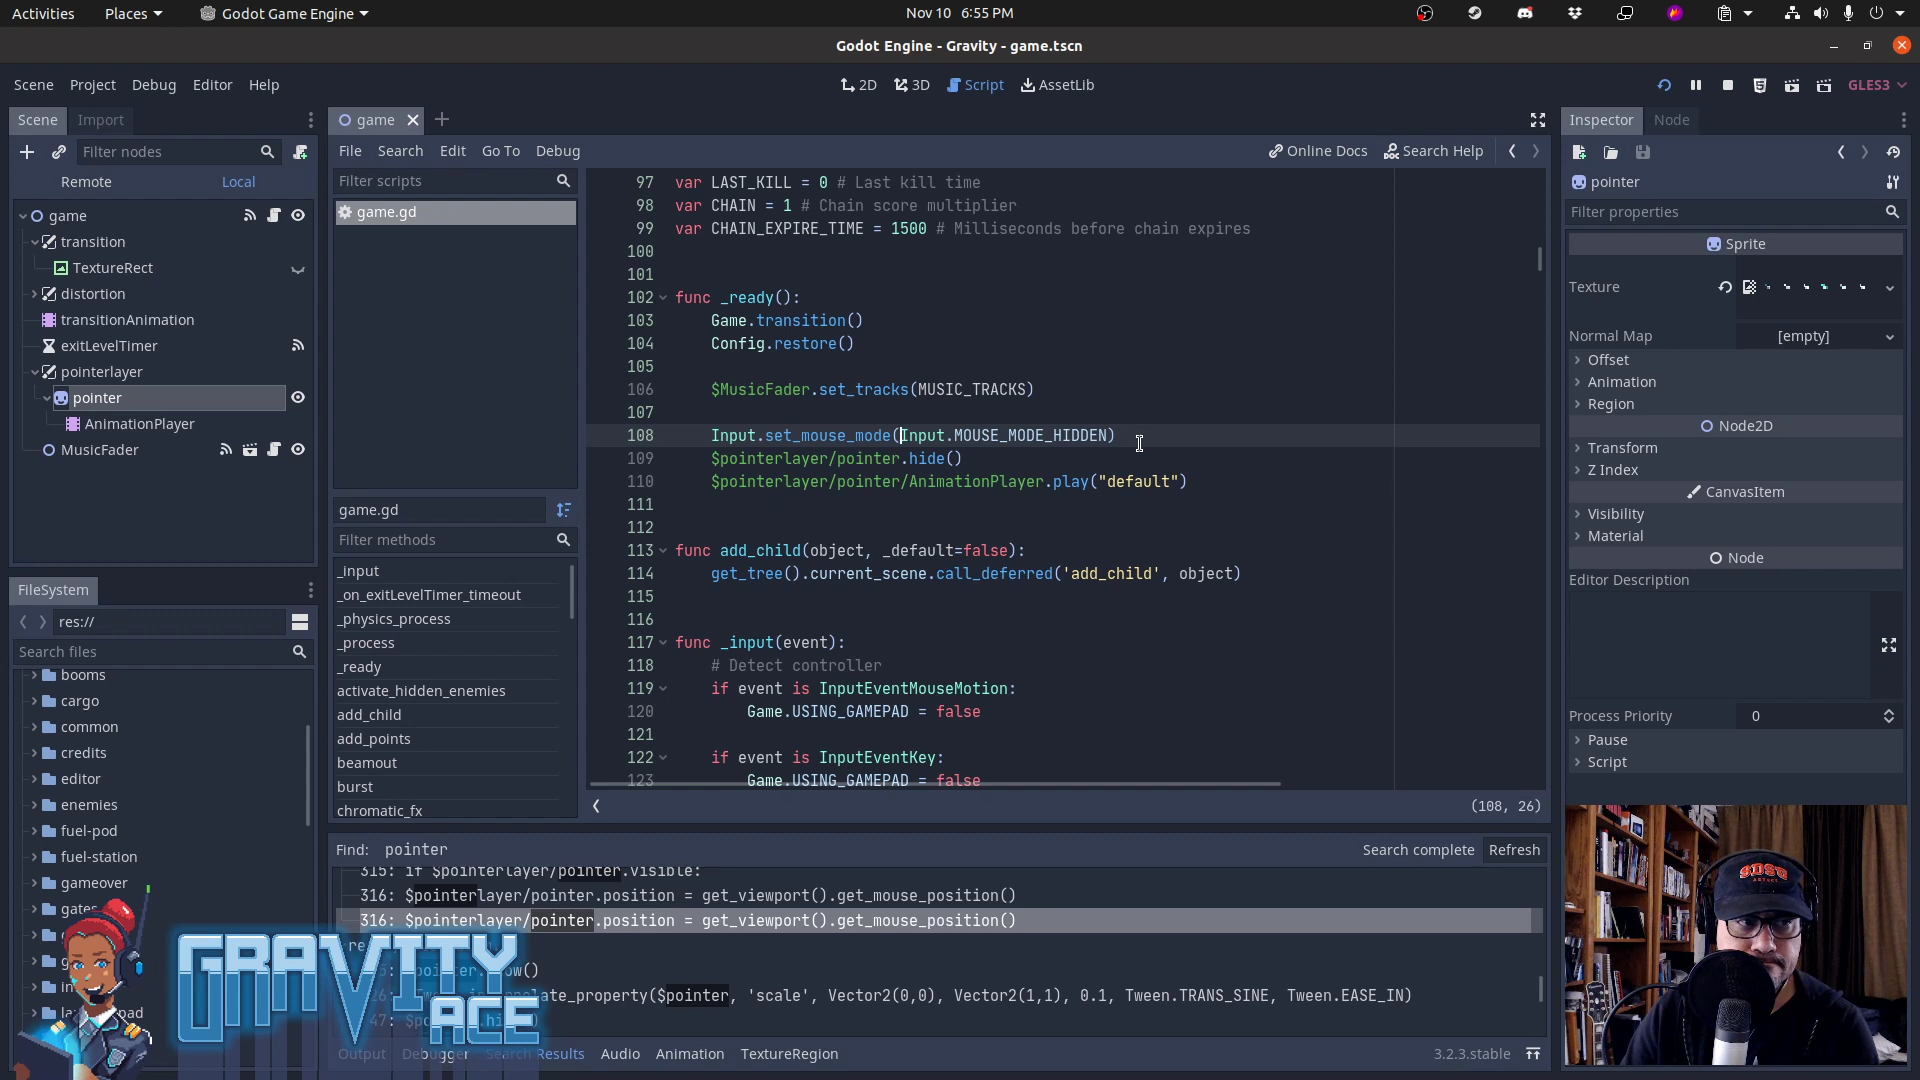 Activities Places Godot Game Engine Nov 10 6:55 PM
Godot Engine - Gravity - game.tscn
Scene Project Debug Editor Help 2D 3D Script AssetLib GLES3
Scene Import game Inspector Node
Filter nodes File Search Edit Go To Debug Online Docs Search Help
Remote Local Filter scripts pointer
game game.gd Filter properties
transition
TextureRect
distortion
transitionAnimation
exitLevelTimer
pointerlayer
pointer
AnimationPlayer
MusicFader
FileSystem
res://
Search files
booms
cargo
common
credits
editor
enemies
fuel-pod
fuel-station
gameover
gates
game.gd
Filter methods
_input
_on_exitLevelTimer_timeout
_physics_process
_process
_ready
activate_hidden_enemies
add_child
add_points
beamout
burst
chromatic_fx
97 var LAST_KILL = 0 # Last kill time
98 var CHAIN = 1 # Chain score multiplier
99 var CHAIN_EXPIRE_TIME = 1500 # Milliseconds before chain expires
100
101
102 func _ready():
103 Game.transition()
104 Config.restore()
105
106 $MusicFader.set_tracks(MUSIC_TRACKS)
107
108 Input.set_mouse_mode(Input.MOUSE_MODE_HIDDEN)
109 $pointerlayer/pointer.hide()
110 $pointerlayer/pointer/AnimationPlayer.play("default")
111
112
113 func add_child(object, _default=false):
114 get_tree().current_scene.call_deferred('add_child', object)
115
116
117 func _input(event):
118 # Detect controller
119 if event is InputEventMouseMotion:
120 Game.USING_GAMEPAD = false
121
122 if event is InputEventKey:
123 Game.USING_GAMEPAD = false
(108, 26)
Find: pointer Search complete Refresh
315: if $pointerlayer/pointer.visible:
316: $pointerlayer/pointer.position = get_viewport().get_mouse_position()
316: $pointerlayer/pointer.position = get_viewport().get_mouse_position()
$pointer, 'scale', Vector2(0,0), Vector2(1,1), 0.1, Tween.TRANS_SINE, Tween.EASE_IN)
Output Debugger Search Results Audio Animation TextureRegion 3.2.3.stable
Sprite
Texture
Normal Map [empty]
Offset
Animation
Region
Node2D
Transform
Z Index
CanvasItem
Visibility
Material
Node
Editor Description
Process Priority 0
Pause
Script
GRAVITY
ACE
SDSU